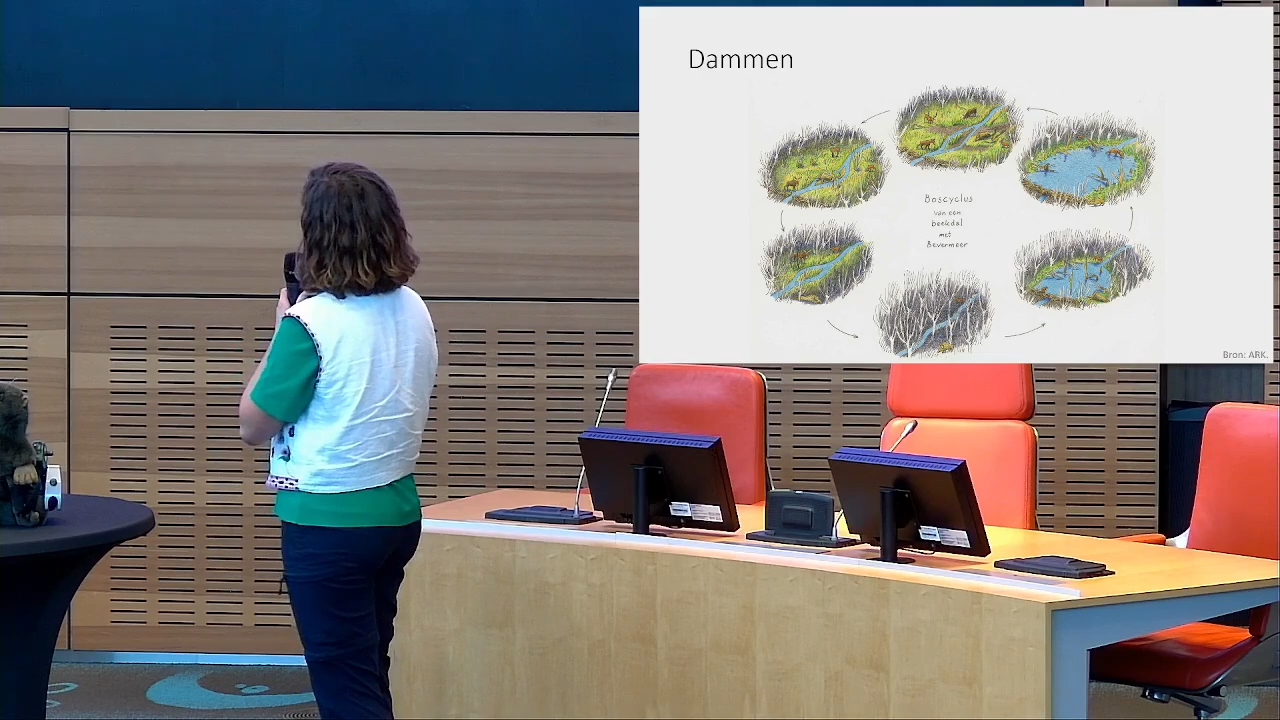 Dammen
Boscyclus
van een
beekdal
met
Bevermeer
Bron: ARK.